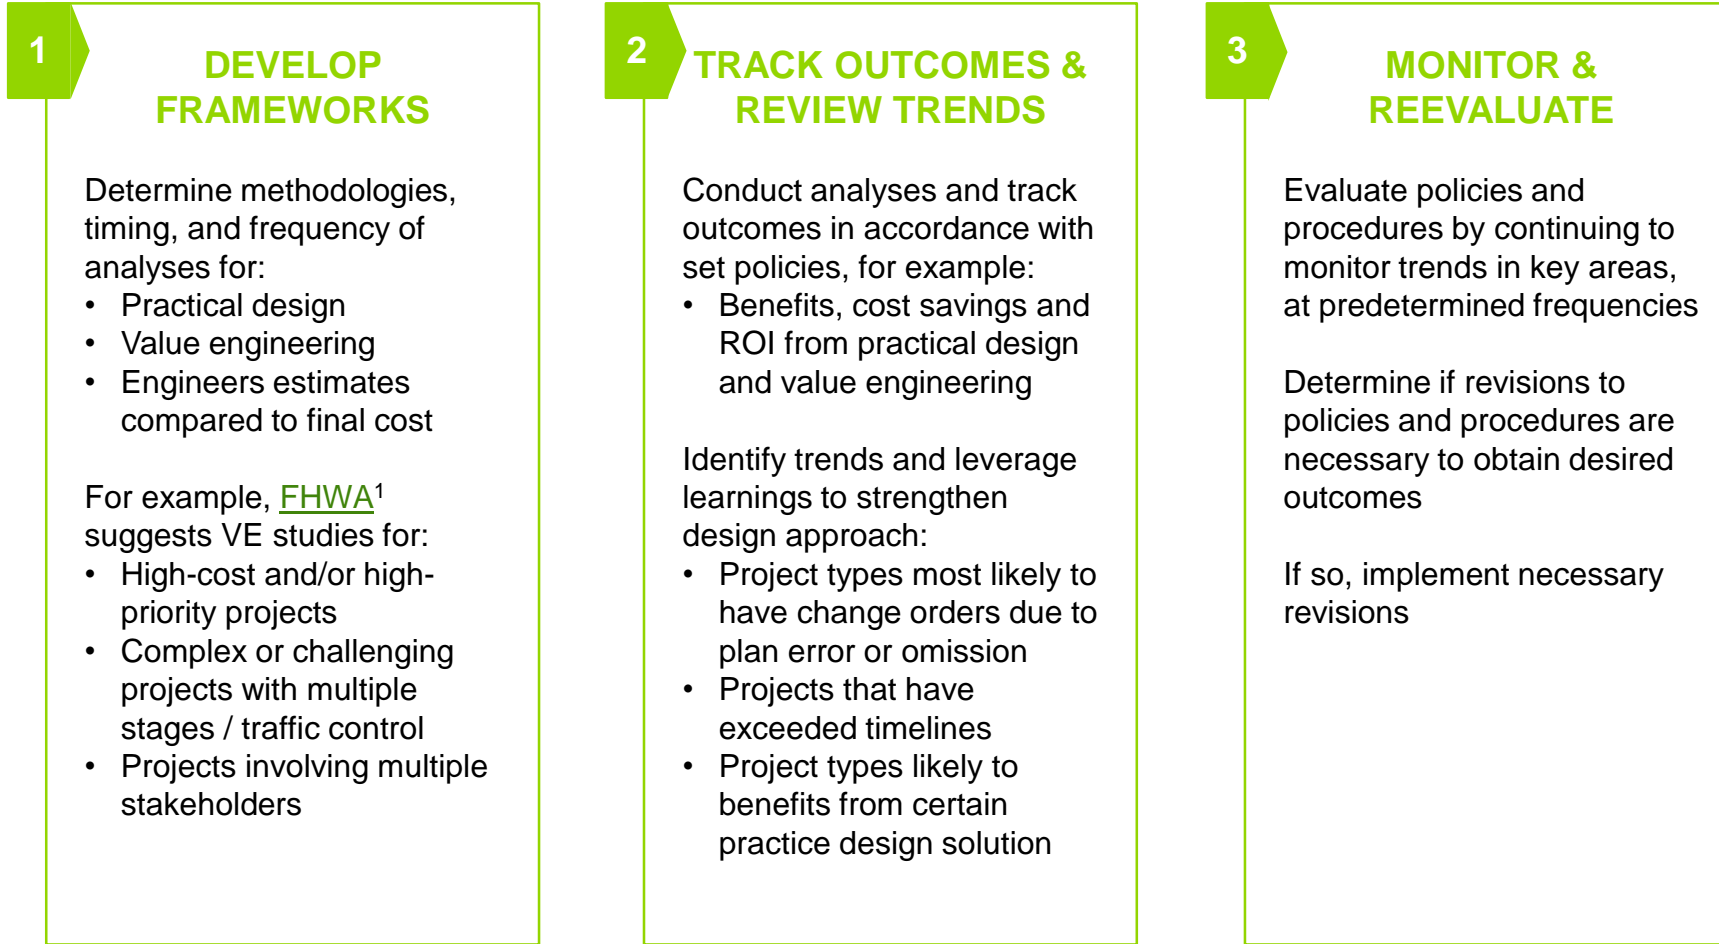 1
DEVELOP
FRAMEWORKS
Determine methodologies,
timing, and frequency of
analyses for:
• Practical design
• Value engineering
• Engineers estimates
compared to final cost
For example, FHWA¹
suggests VE studies for:
• High-cost and/or high-
priority projects
• Complex or challenging
projects with multiple
stages / traffic control
• Projects involving multiple
stakeholders
2
TRACK OUTCOMES &
REVIEW TRENDS
Conduct analyses and track
outcomes in accordance with
set policies, for example:
• Benefits, cost savings and
ROI from practical design
and value engineering
Identify trends and leverage
learnings to strengthen
design approach:
• Project types most likely to
have change orders due to
plan error or omission
• Projects that have
exceeded timelines
• Project types likely to
benefits from certain
practice design solution
3
MONITOR &
REEVALUATE
Evaluate policies and
procedures by continuing to
monitor trends in key areas,
at predetermined frequencies
Determine if revisions to
policies and procedures are
necessary to obtain desired
outcomes
If so, implement necessary
revisions